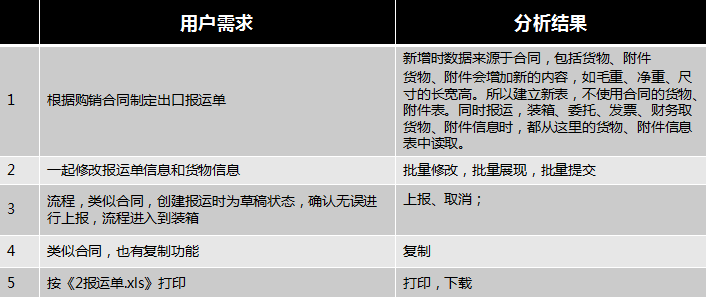 用户需求
分析结果
1
根据购销合同制定出口报运单
新增时数据来源于合同，包括货物、附件
货物、附件会增加新的内容，如毛重、净重、尺
寸的长宽高。所以建立新表，不使用合同的货物、
附件表。同时报运，装箱、委托、发票、财务取
货物、附件信息时，都从这里的货物、附件信息
表中读取。
2
一起修改报运单信息和货物信息
批量修改，批量展现，批量提交
3
流程，类似合同，创建报运时为草稿状态，确认无误进
行上报，流程进入到装箱
上报、取消；
4
类似合同，也有复制功能
复制
5
按《2报运单.xls》打印
打印，下载